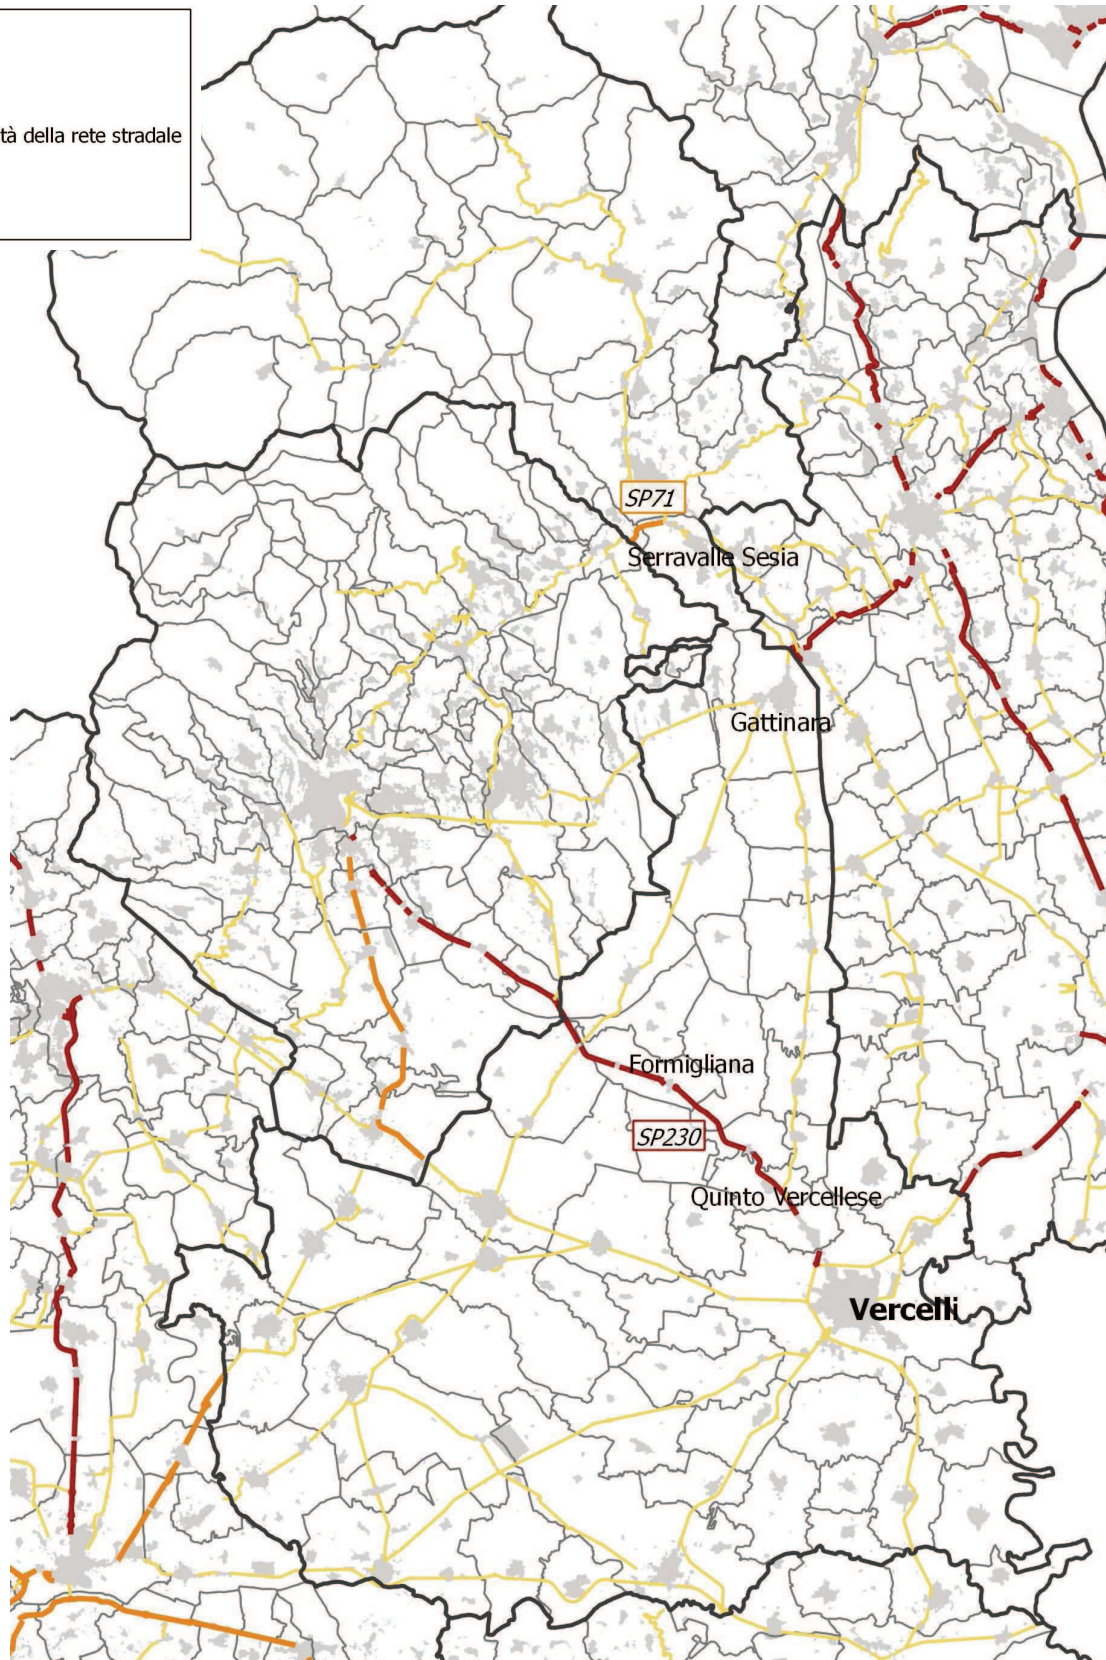 tà della rete stradale
SP71
Serravalle Sesia
Gattinara
Formigliana
SP230
Quinto Vercellese
Vercelli